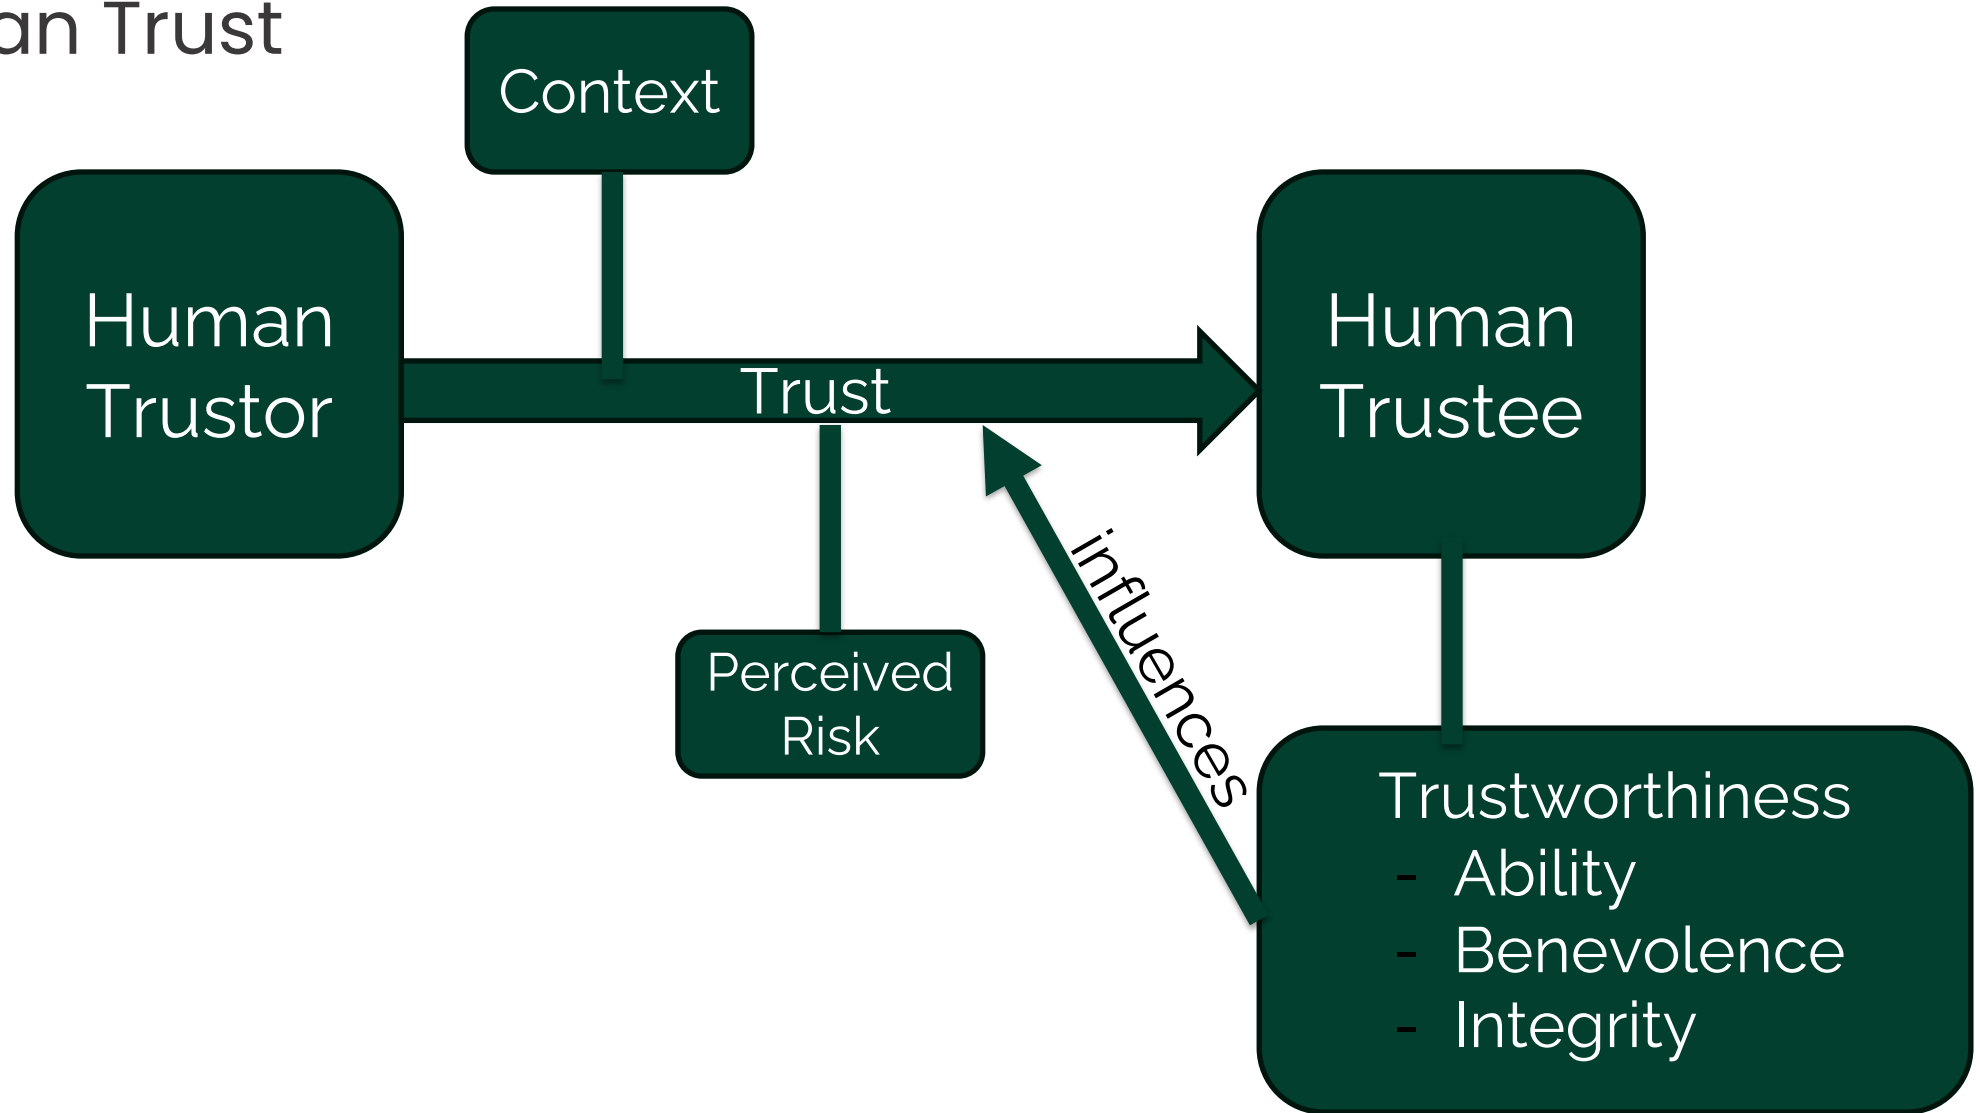 an Trust
Context
Human
Trustor
Trust
Human
Trustee
influences
Perceived
Risk
Trustworthiness
- Ability
- Benevolence
- Integrity